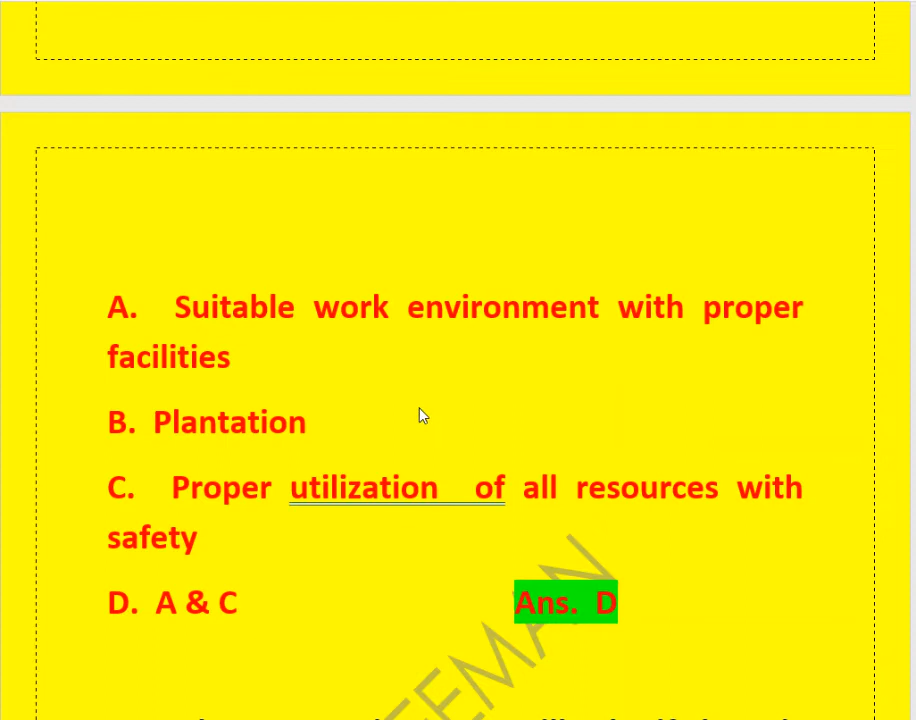 A. Suitable work environment with proper
facilities
B. Plantation
C. Proper utilization of all resources with
safety
D. A & C Ans. D